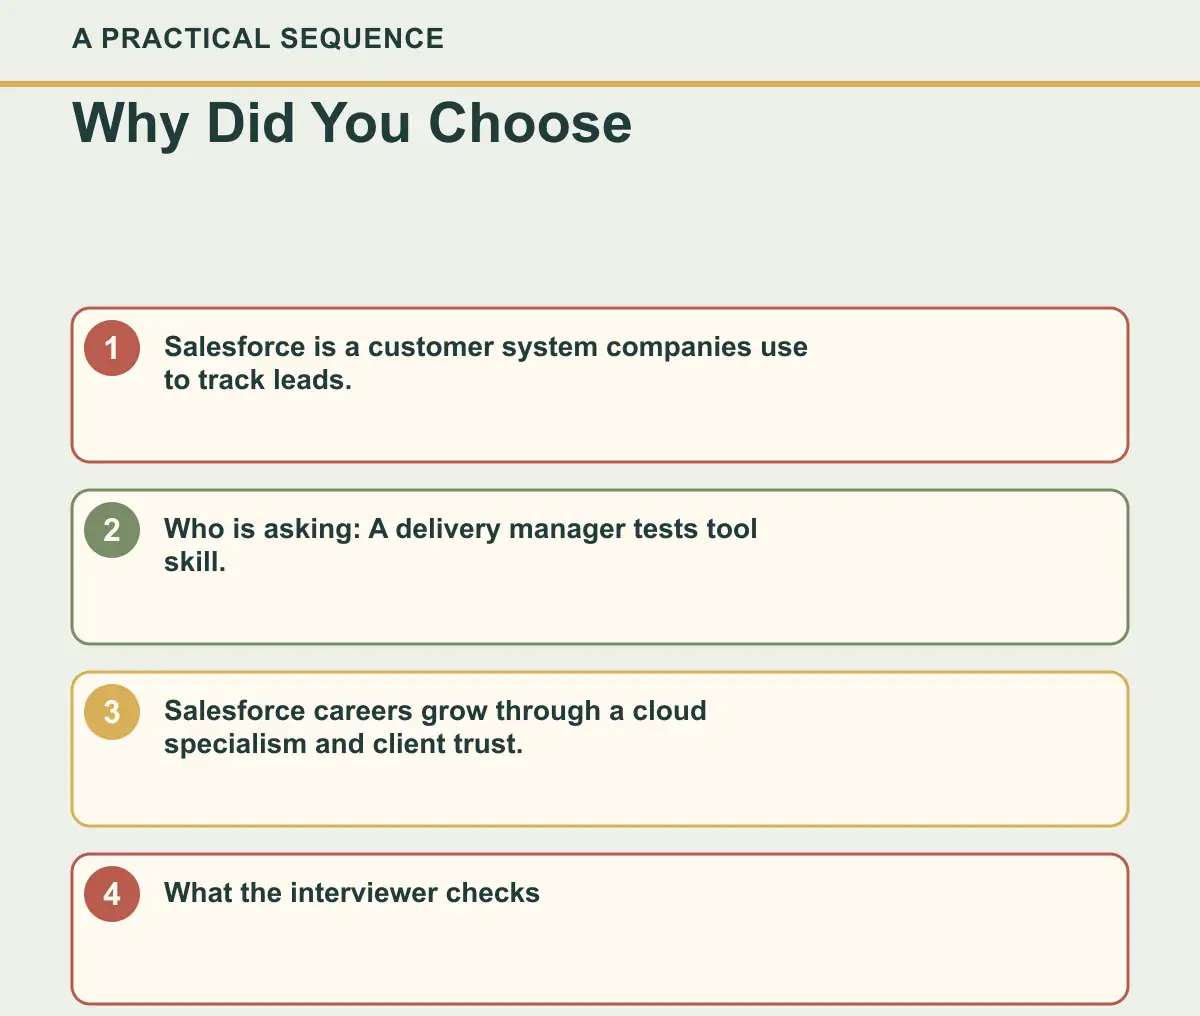 A PRACTICAL SEQUENCE
Why Did You Choose
1
Salesforce is a customer system companies use
to track leads.
2
Who is asking: A delivery manager tests tool
skill.
3
Salesforce careers grow through a cloud
specialism and client trust.
4
What the interviewer checks